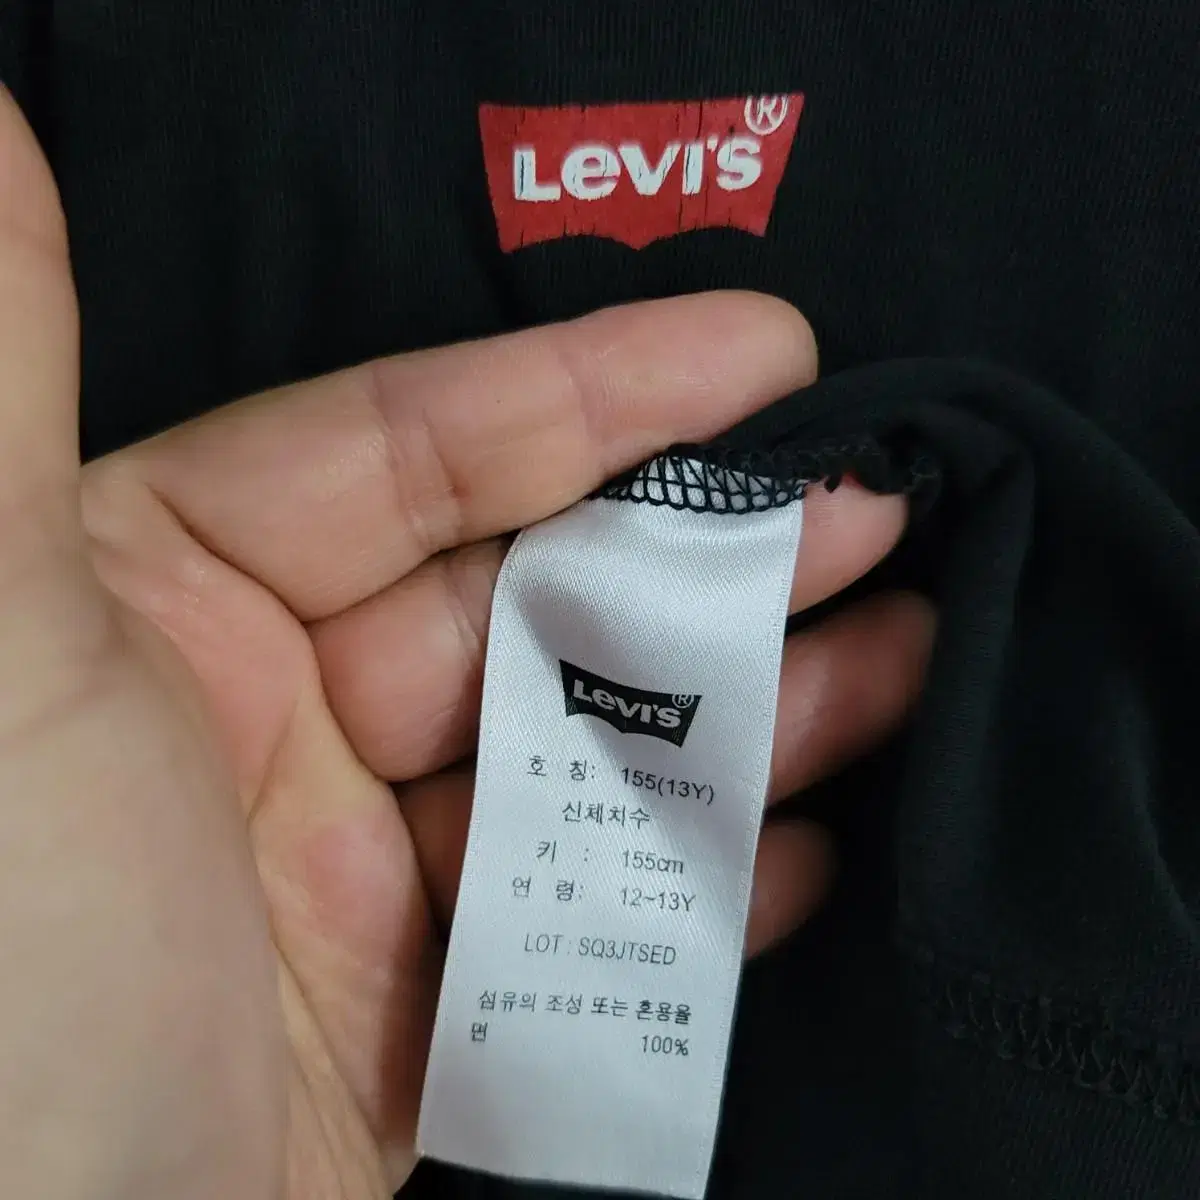 Levi's®
Levi's®
호 칭: 155(13Y)
신체치수
키 : 155cm
연 령: 12~13Y
LOT : SQ3JTSED
섬유의 조성 또는 혼용율
면 100%